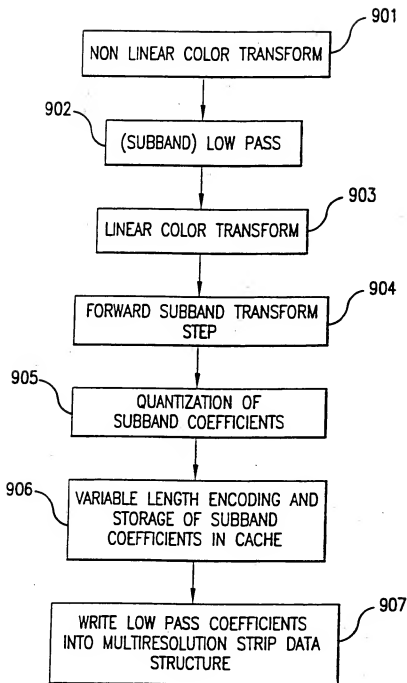 901
NON LINEAR COLOR TRANSFORM
902
(SUBBAND) LOW PASS
903
LINEAR COLOR TRANSFORM
904
FORWARD SUBBAND TRANSFORM
STEP
905
QUANTIZATION OF
SUBBAND COEFFICIENTS
906
VARIABLE LENGTH ENCODING AND
STORAGE OF SUBBAND
COEFFICIENTS IN CACHE
907
WRITE LOW PASS COEFFICIENTS
INTO MULTIRESOLUTION STRIP DATA
STRUCTURE